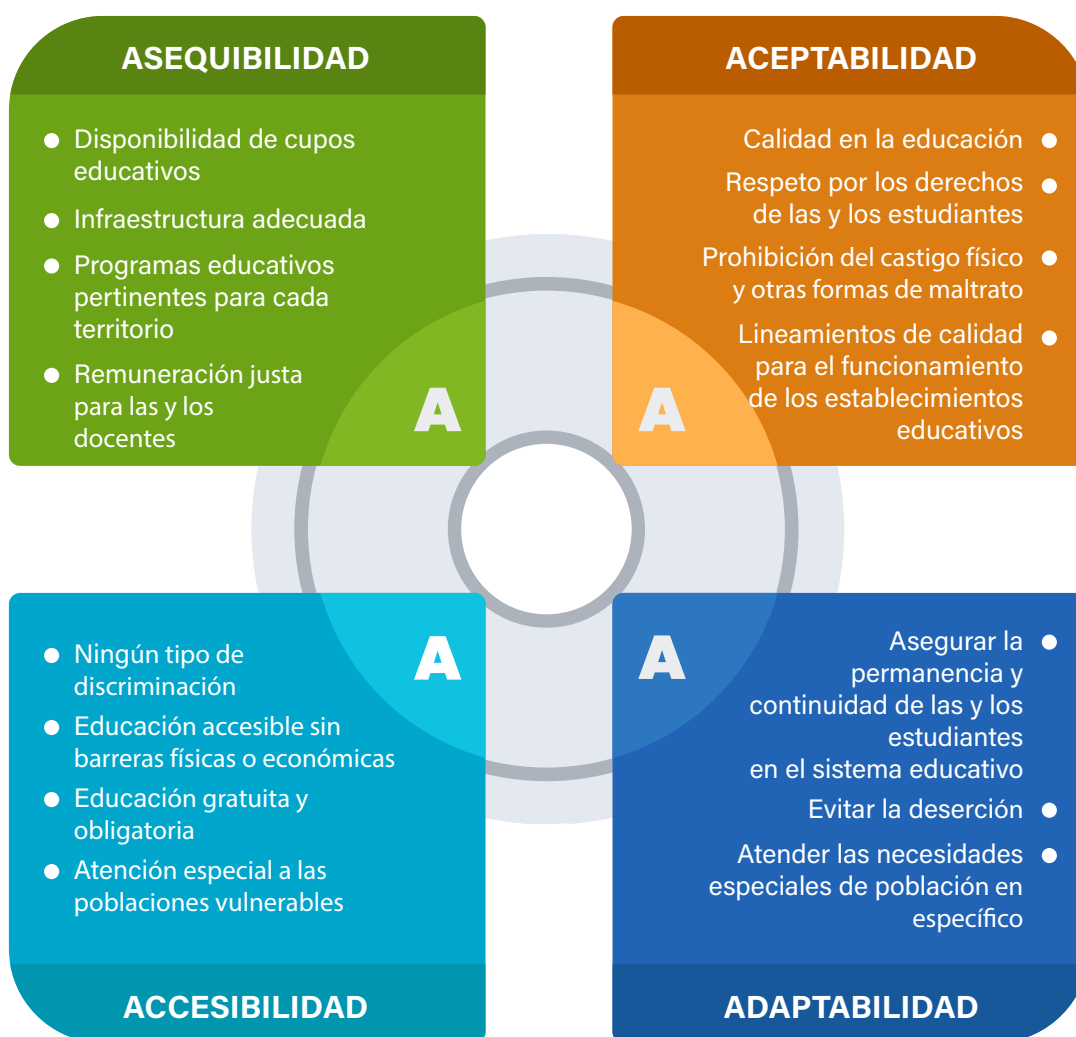 ASEQUIBILIDAD
Disponibilidad de cupos
educativos
Infraestructura adecuada
Programas educativos
pertinentes para cada
territorio
Remuneración justa
para las y los
docentes
A
ACEPTABILIDAD
Calidad en la educación
Respeto por los derechos
de las y los estudiantes
Prohibición del castigo físico
y otras formas de maltrato
Lineamientos de calidad
para el funcionamiento
de los establecimientos
educativos
A
A
Ningún tipo de
discriminación
Educación accesible sin
barreras físicas o económicas
Educación gratuita y
obligatoria
Atención especial a las
poblaciones vulnerables
ACCESIBILIDAD
A
Asegurar la
permanencia y
continuidad de las y los
estudiantes
en el sistema educativo
Evitar la deserción
Atender las necesidades
especiales de población en
específico
ADAPTABILIDAD